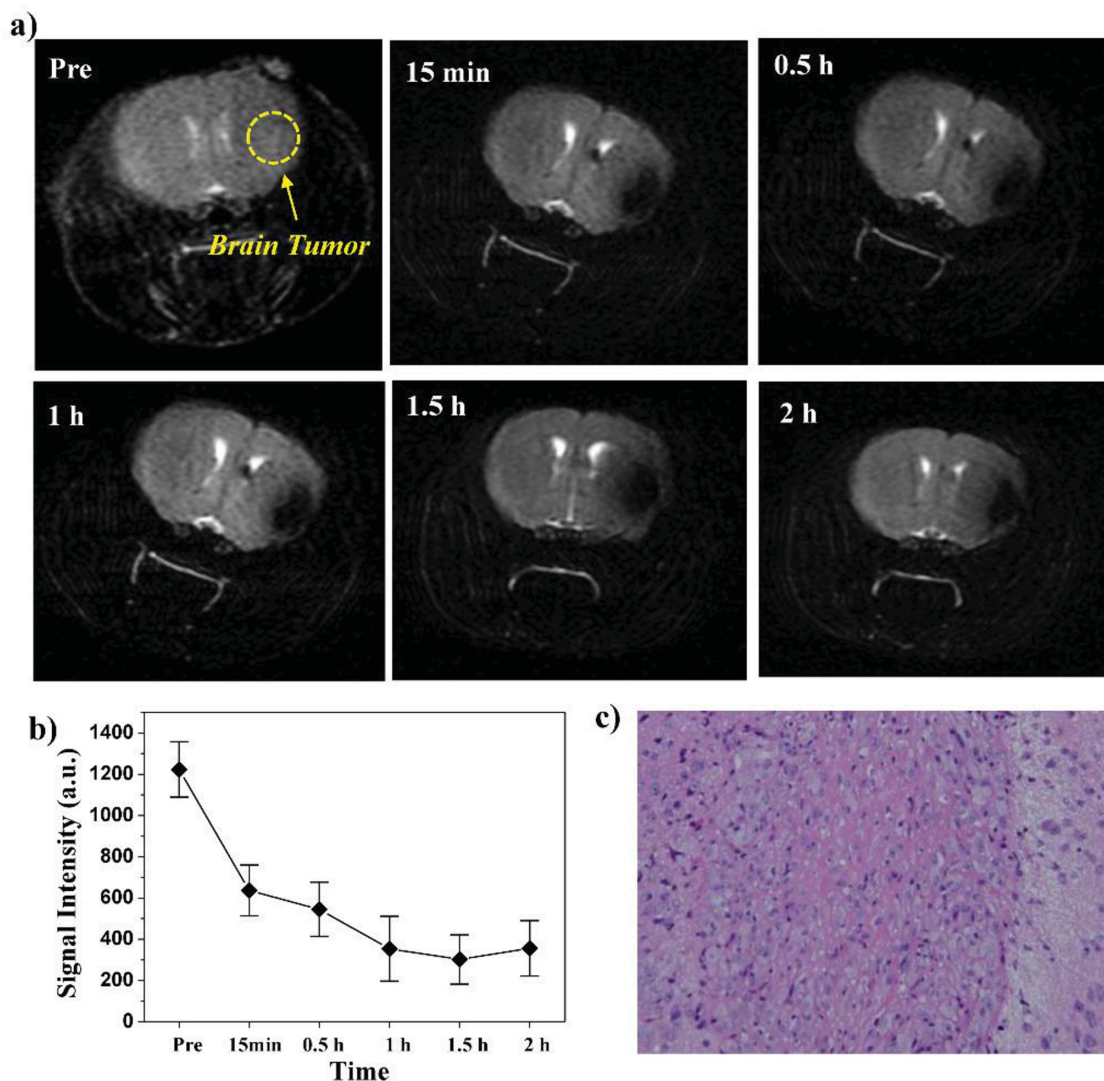 a)
Pre
15 min
0.5 h
Brain Tumor
1 h
1.5 h
2 h
b)
1400
1200
1000
800
600
400
200
0
Signal Intensity (a.u.)
Pre
15min
0.5 h
1 h
1.5 h
2 h
Time
c)